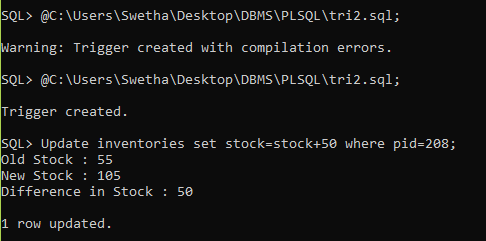 SQL> @C:\Users\Swetha\Desktop\DBMS\PLSQL\tri2.sql;
Warning: Trigger created with compilation errors.
SQL> @C:\Users\Swetha\Desktop\DBMS\PLSQL\tri2.sql;
Trigger created.
SQL> Update inventories set stock=stock+50 where pid=208;
Old Stock : 55
New Stock : 105
Difference in Stock : 50
1 row updated.